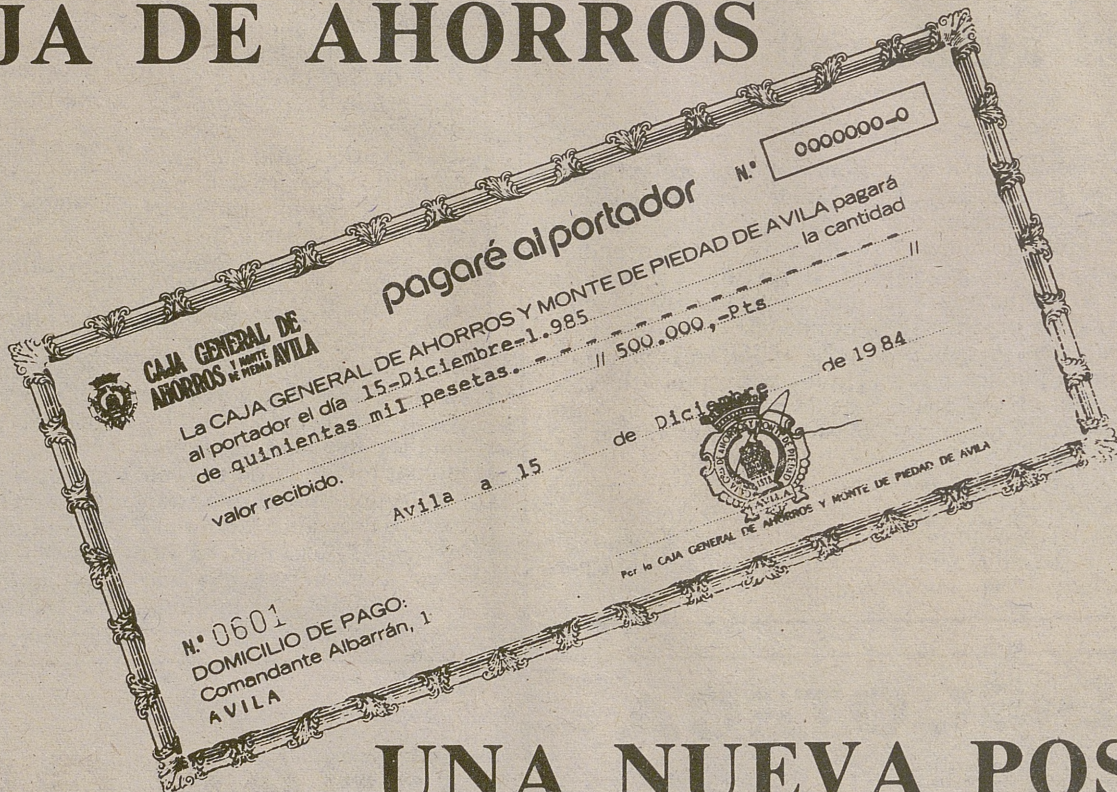 JA DE AHORROS
N.º 0000000-0
pagaré al portador
CAJA GENERAL DE
AHORROS Y MONTE DE PIEDAD AVILA
La CAJA GENERAL DE AHORROS Y MONTE DE PIEDAD DE AVILA pagará
al portador el día 15-Diciembre-1.985 la cantidad
de quinientas mil pesetas. - - - - - - - - - - - - -
// 500.000,-Pts //
valor recibido.
Avila a 15 de Diciembre de 1984
AVILA
Por la CAJA GENERAL DE AHORROS Y MONTE DE PIEDAD DE AVILA
N.º 0601
DOMICILIO DE PAGO:
Comandante Albarrán, 1
AVILA
UNA NUEVA POS